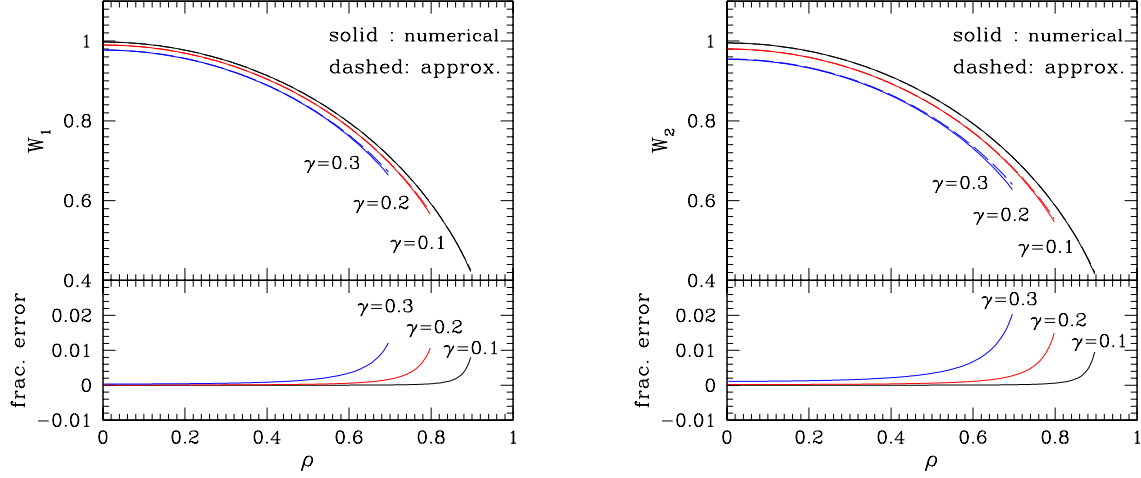 solid : numerical
dashed: approx.
W₁
1
0.8
0.6
0.4
γ=0.3
γ=0.2
γ=0.1
frac. error
0.02
0.01
0
−0.01
γ=0.3
γ=0.2
γ=0.1
0 0.2 0.4 0.6 0.8 1
ρ
solid : numerical
dashed: approx.
W₂
1
0.8
0.6
0.4
γ=0.3
γ=0.2
γ=0.1
frac. error
0.02
0.01
0
−0.01
γ=0.3
γ=0.2
γ=0.1
0 0.2 0.4 0.6 0.8 1
ρ